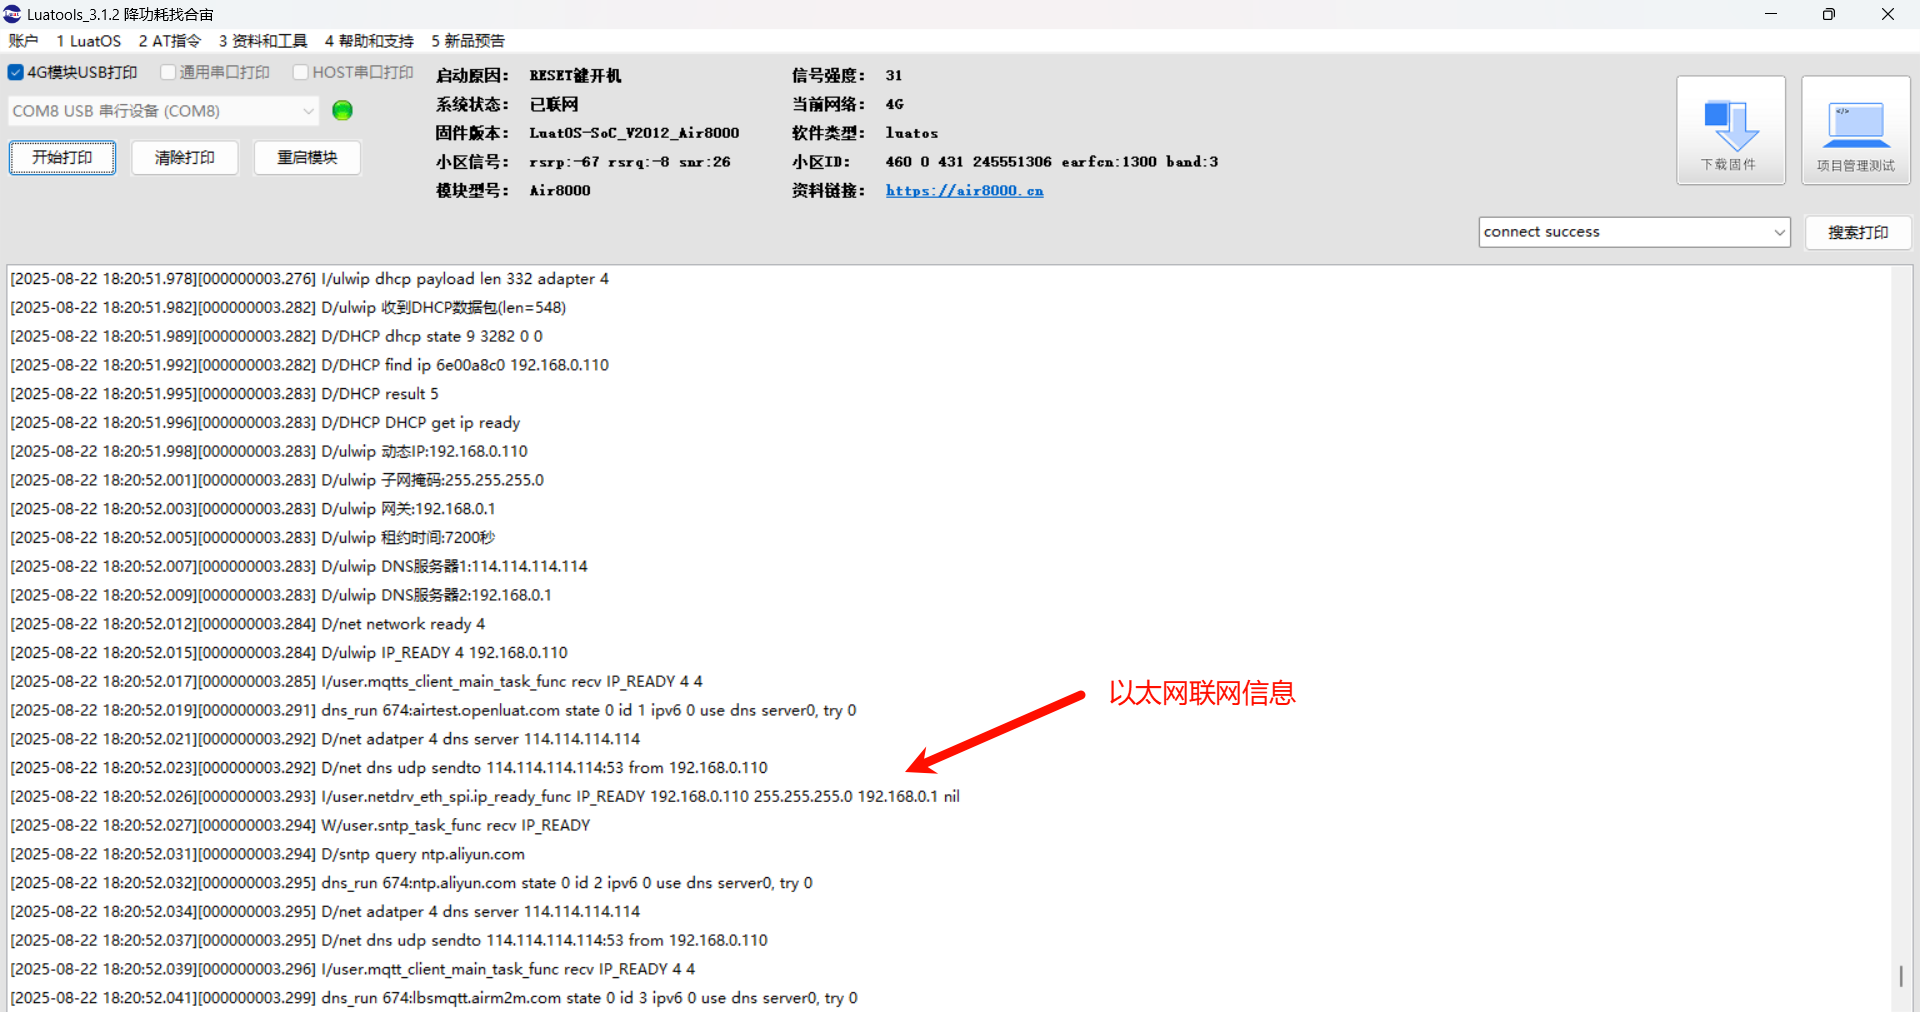 Luatools_3.1.2 降功耗找合宙
账户 1 LuatOS 2 AT指令 3 资料和工具 4 帮助和支持 5 新品预告
4G模块USB打印 通用串口打印 HOST串口打印
COM8 USB 串行设备 (COM8)
开始打印 清除打印 重启模块
启动原因: RESET键开机 信号强度: 31
系统状态: 已联网 当前网络: 4G
固件版本: LuatOS-SoC_V2012_Air8000 软件类型: luatos
小区信号: rsrp:-67 rsrq:-8 snr:26 小区ID: 460 0 431 245551306 earfcn:1300 band:3
模块型号: Air8000 资料链接: https://air8000.cn
下载固件 项目管理测试
connect success 搜索打印
[2025-08-22 18:20:51.978][000000003.276] I/ulwip dhcp payload len 332 adapter 4
[2025-08-22 18:20:51.982][000000003.282] D/ulwip 收到DHCP数据包(len=548)
[2025-08-22 18:20:51.989][000000003.282] D/DHCP dhcp state 9 3282 0 0
[2025-08-22 18:20:51.992][000000003.282] D/DHCP find ip 6e00a8c0 192.168.0.110
[2025-08-22 18:20:51.995][000000003.283] D/DHCP result 5
[2025-08-22 18:20:51.996][000000003.283] D/DHCP DHCP get ip ready
[2025-08-22 18:20:51.998][000000003.283] D/ulwip 动态IP:192.168.0.110
[2025-08-22 18:20:52.001][000000003.283] D/ulwip 子网掩码:255.255.255.0
[2025-08-22 18:20:52.003][000000003.283] D/ulwip 网关:192.168.0.1
[2025-08-22 18:20:52.005][000000003.283] D/ulwip 租约时间:7200秒
[2025-08-22 18:20:52.007][000000003.283] D/ulwip DNS服务器1:114.114.114.114
[2025-08-22 18:20:52.009][000000003.283] D/ulwip DNS服务器2:192.168.0.1
[2025-08-22 18:20:52.012][000000003.284] D/net network ready 4
[2025-08-22 18:20:52.015][000000003.284] D/ulwip IP_READY 4 192.168.0.110
[2025-08-22 18:20:52.017][000000003.285] I/user.mqtts_client_main_task_func recv IP_READY 4 4
以太网联网信息
[2025-08-22 18:20:52.019][000000003.291] dns_run 674:airtest.openluat.com state 0 id 1 ipv6 0 use dns server0, try 0
[2025-08-22 18:20:52.021][000000003.292] D/net adatper 4 dns server 114.114.114.114
[2025-08-22 18:20:52.023][000000003.292] D/net dns udp sendto 114.114.114.114:53 from 192.168.0.110
[2025-08-22 18:20:52.026][000000003.293] I/user.netdrv_eth_spi.ip_ready_func IP_READY 192.168.0.110 255.255.255.0 192.168.0.1 nil
[2025-08-22 18:20:52.027][000000003.294] W/user.sntp_task_func recv IP_READY
[2025-08-22 18:20:52.031][000000003.294] D/sntp query ntp.aliyun.com
[2025-08-22 18:20:52.032][000000003.295] dns_run 674:ntp.aliyun.com state 0 id 2 ipv6 0 use dns server0, try 0
[2025-08-22 18:20:52.034][000000003.295] D/net adatper 4 dns server 114.114.114.114
[2025-08-22 18:20:52.037][000000003.295] D/net dns udp sendto 114.114.114.114:53 from 192.168.0.110
[2025-08-22 18:20:52.039][000000003.296] I/user.mqtt_client_main_task_func recv IP_READY 4 4
[2025-08-22 18:20:52.041][000000003.299] dns_run 674:lbsmqtt.airm2m.com state 0 id 3 ipv6 0 use dns server0, try 0